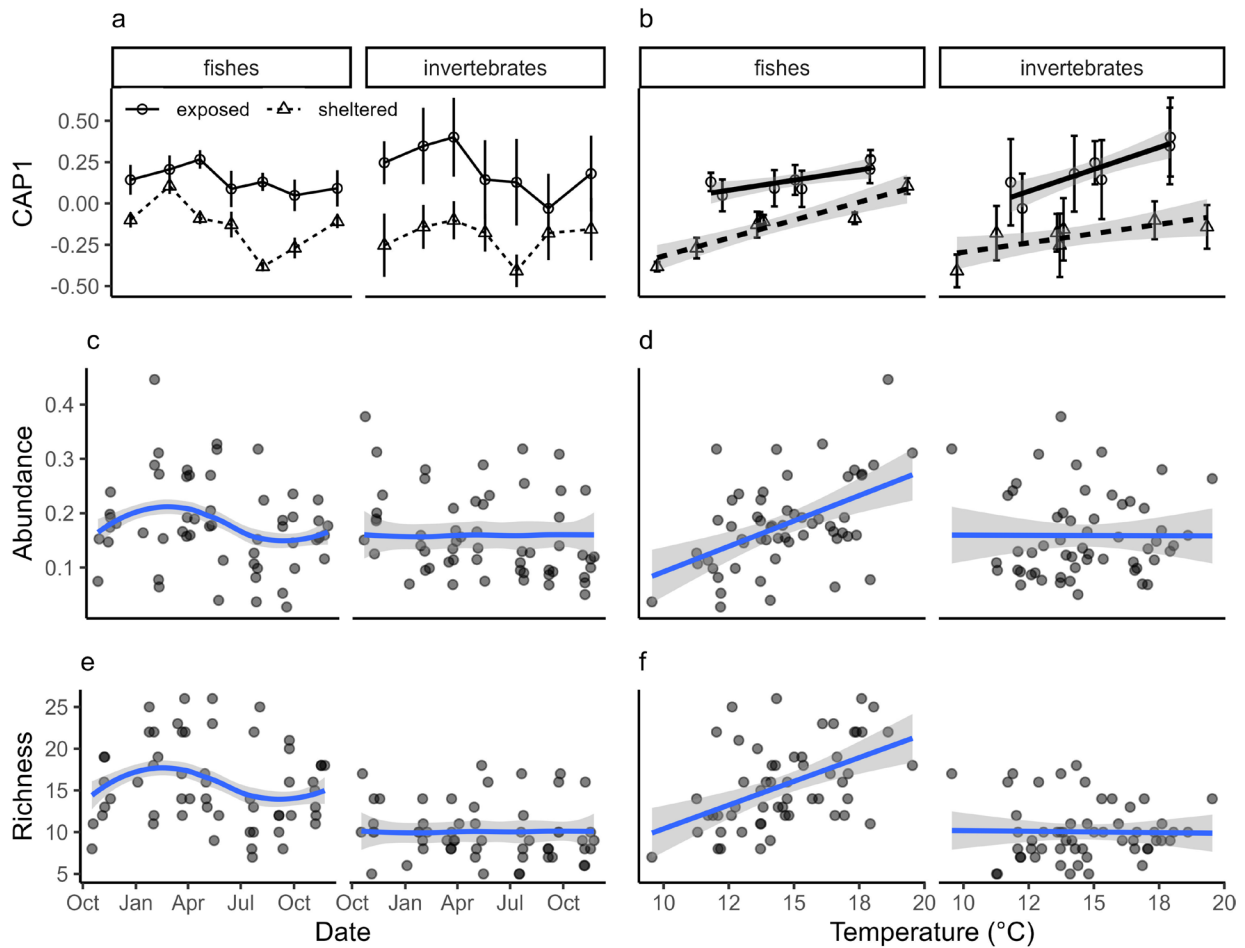 a
b
fishes
invertebrates
fishes
invertebrates
exposed
sheltered
CAP1
0.50
0.25
0.00
-0.25
-0.50
c
d
Abundance
0.4
0.3
0.2
0.1
e
f
Richness
25
20
15
10
5
Oct Jan Apr Jul Oct
Oct Jan Apr Jul Oct
10 12 15 18 20
10 12 15 18 20
Date
Temperature (°C)